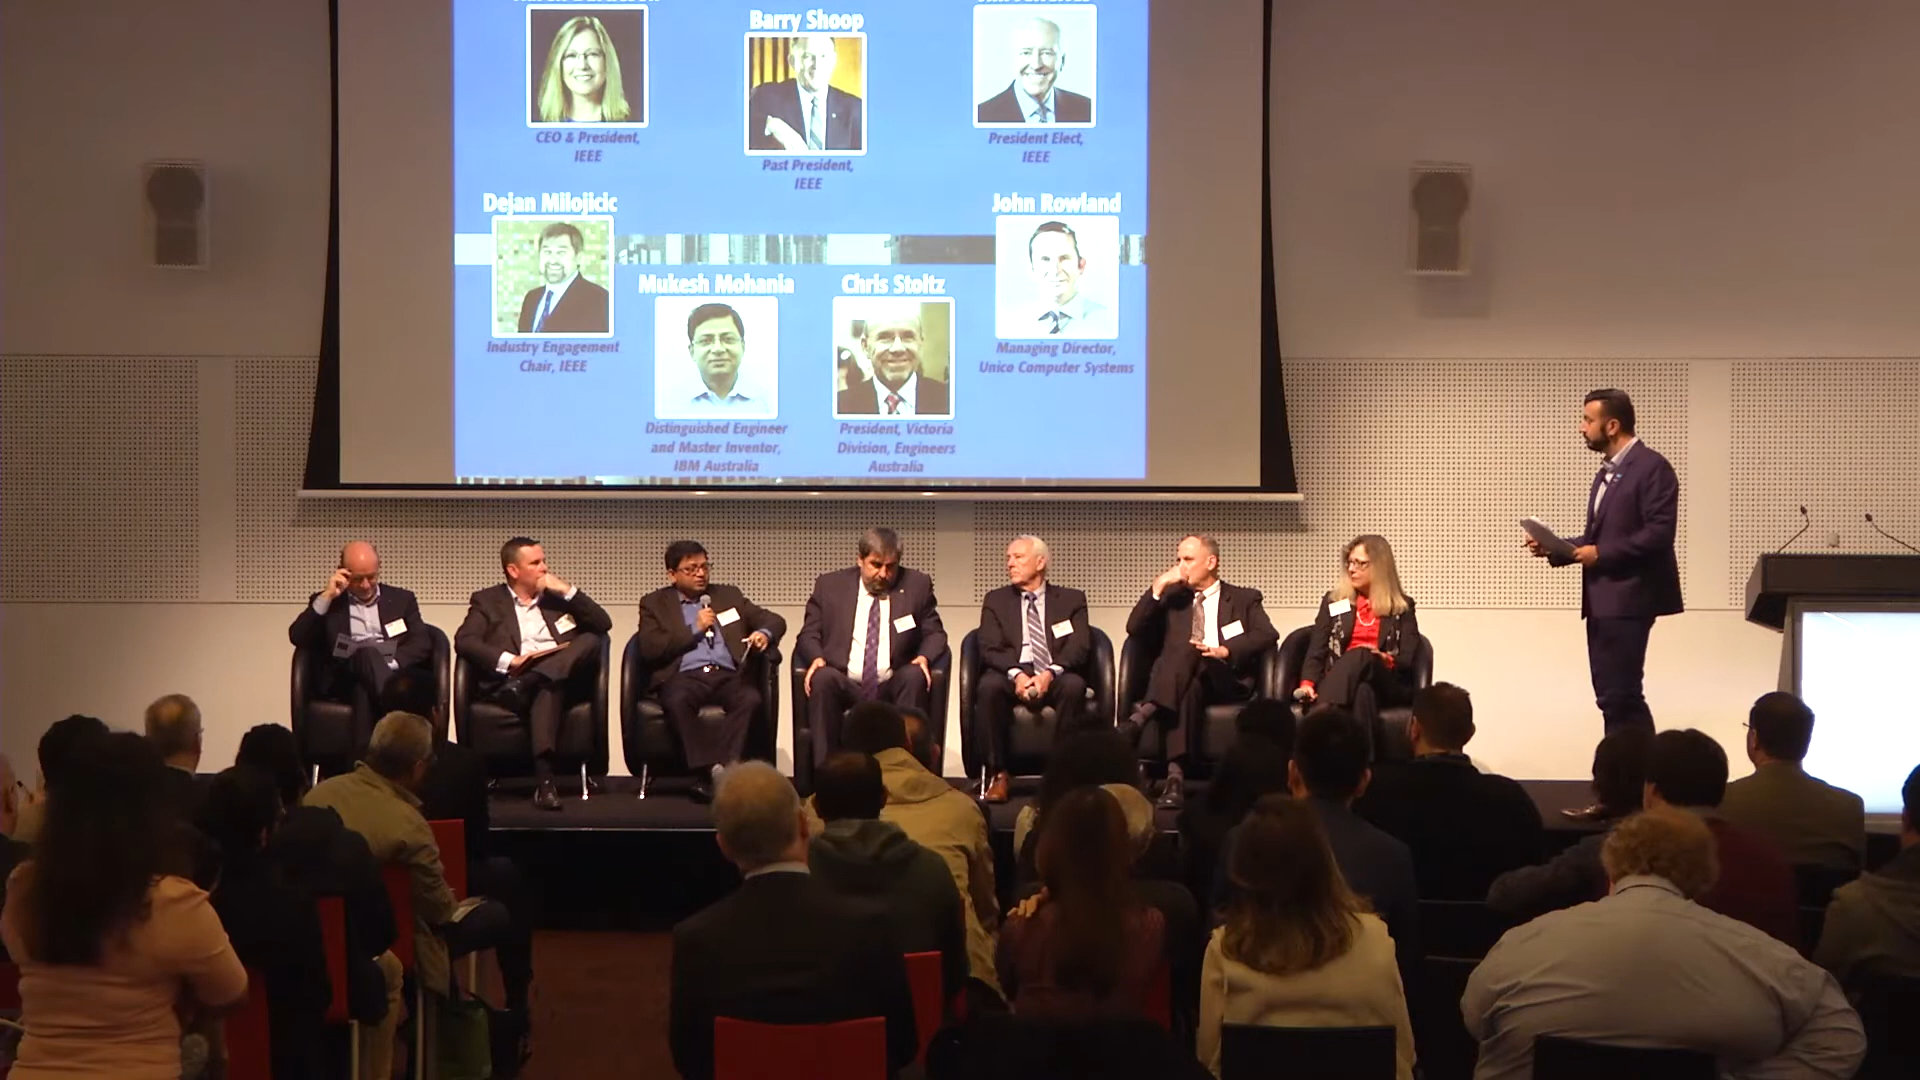 Barry Shoop
CEO & President,
IEEE
Past President,
IEEE
President Elect,
IEEE
Dejan Milojicic
Industry Engagement
Chair, IEEE
Mukesh Mohania
Distinguished Engineer
and Master Inventor,
IBM Australia
Chris Stoltz
President, Victoria
Division, Engineers
Australia
John Rowland
Managing Director,
Unico Computer Systems